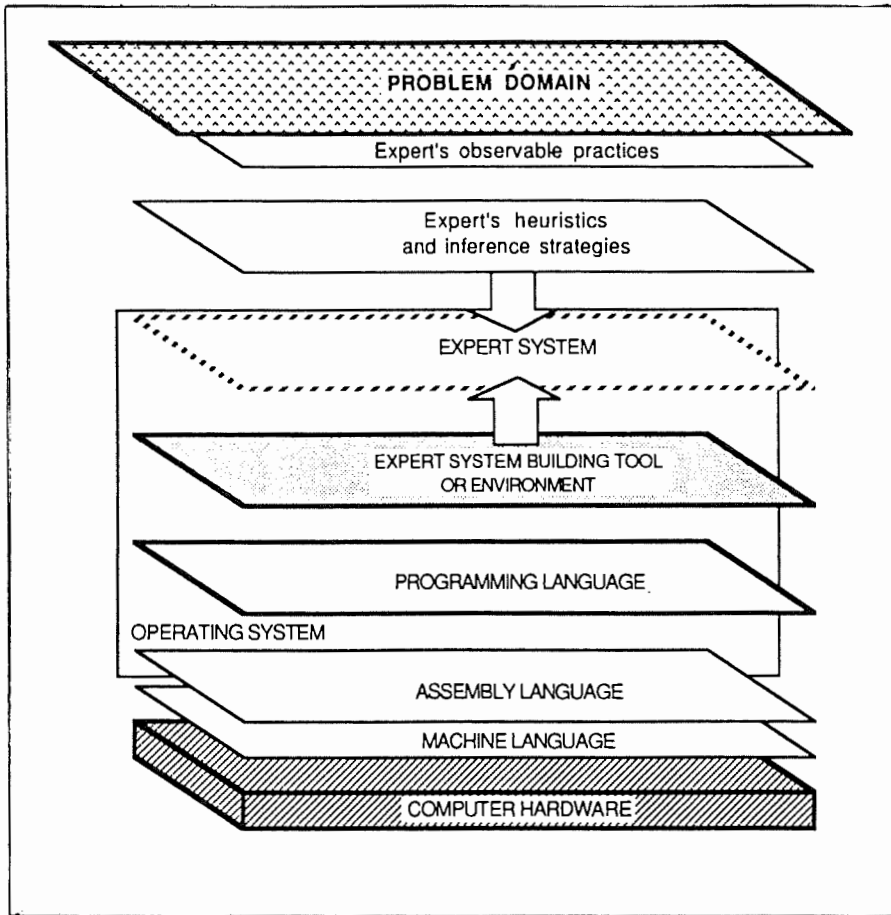 PROBLEM DOMAIN
Expert's observable practices
Expert's heuristics
and inference strategies
EXPERT SYSTEM
EXPERT SYSTEM BUILDING TOOL
OR ENVIRONMENT
PROGRAMMING LANGUAGE
OPERATING SYSTEM
ASSEMBLY LANGUAGE
MACHINE LANGUAGE
COMPUTER HARDWARE